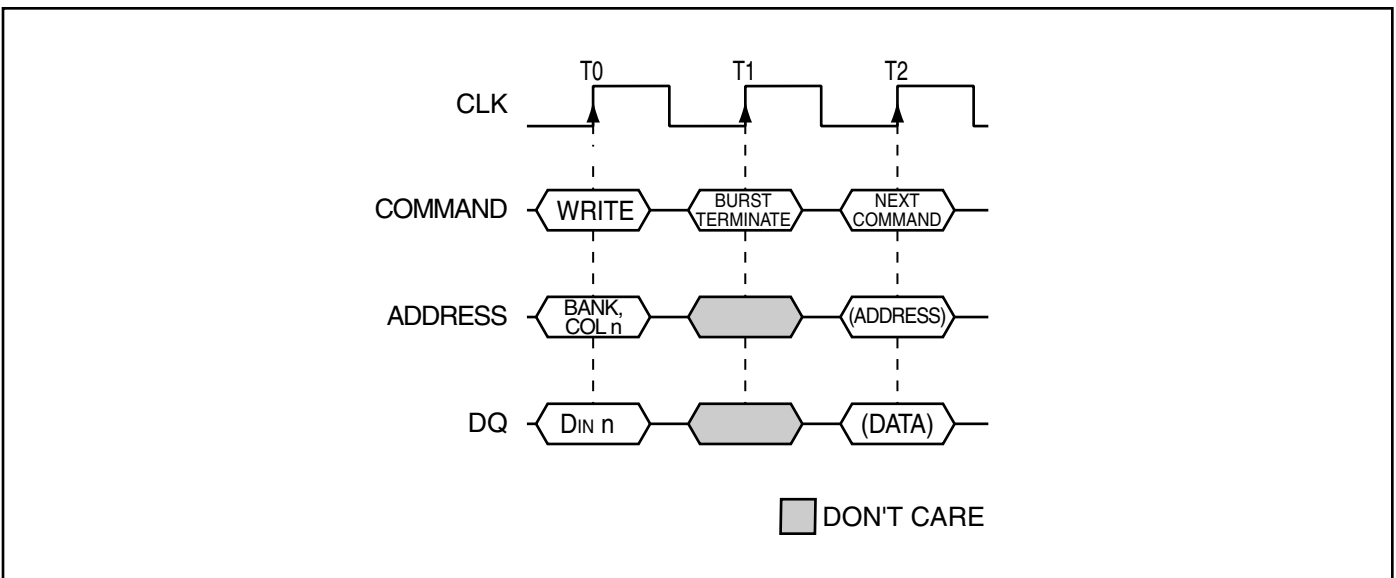 T0 T1 T2
CLK
COMMAND WRITE BURST TERMINATE NEXT COMMAND
ADDRESS BANK, COL n (ADDRESS)
DQ DIN n (DATA)
DON'T CARE